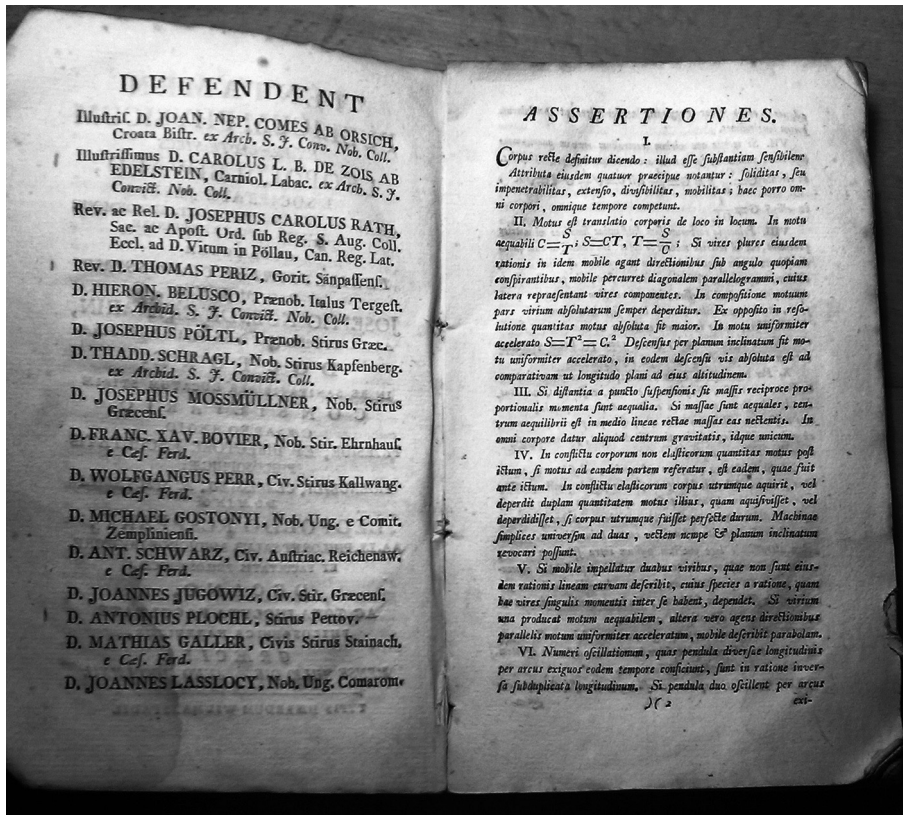 DEFENDENT
Illuſtriſ. D. JOAN. NEP. COMES AB ORSICH,
Croata Biſtr. ex Arch. S. J. Conv. Nob. Coll.
Illuſtriſſimus D. CAROLUS L. B. DE ZOIS AB
EDELSTEIN, Carniol. Labac. ex Arch. S. J.
Convict. Nob. Coll.
Rev. ac Rel. D. JOSEPHUS CAROLUS RATH,
Sac. ac Apoſt. Ord. ſub Reg. S. Aug. Coll.
Eccl. ad D. Vitum in Pöllau, Can. Reg. Lat.
Rev. D. THOMAS PERIZ, Gorit. Sanpaſſenſ.
D. HIERON. BELUSCO, Prænob. Italus Tergeſt.
ex Archid. S. J. Convict. Nob. Coll.
D. JOSEPHUS PÖLTL, Prænob. Stirus Græc.
D. THADD. SCHRAGL, Nob. Stirus Kapfenberg.
ex Archid. S. J. Convict. Coll.
D. JOSEPHUS MOSSMÜLLNER, Nob. Stirus
Græcenſ.
D. FRANC. XAV. BOVIER, Nob. Stir. Ehrnhauſ.
e Cæſ. Ferd.
D. WOLFGANGUS PERR, Civ. Stirus Kallwang.
e Cæſ. Ferd.
D. MICHAEL GOSTONYI, Nob. Ung. e Comit.
Zempliniensi.
D. ANT. SCHWARZ, Civ. Auſtriac. Reichenaw.
e Cæſ. Ferd.
D. JOANNES JUGOWIZ, Civ. Stir. Græcenſ.
D. ANTONIUS PLOCHL, Stirus Pettov.
D. MATHIAS GALLER, Civis Stirus Stainach.
e Cæſ. Ferd.
D. JOANNES LASSLOCY, Nob. Ung. Comarom.
ASSERTIONES.
I.
Corpus recte definitur dicendo: illud eſſe ſubſtantiam ſenſibilem
Attributa eiusdem quatuor praecipue notantur: ſoliditas, ſeu
impenetrabilitas, extenſio, diviſibilitas, mobilitas; haec porro om-
ni corpori, omnique tempore competunt.
II. Motus eſt translatio corporis de loco in locum. In motu
aequabili C=S/T; S=CT, T=S/C; Si vires plures eiusdem
rationis in idem mobile agant directionibus ſub angulo quopiam
conſpirantibus, mobile percurret diagonalem parallelogrammi, cuius
latera repraeſentant vires componentes. In compoſitione motuum
pars virium abſolutarum ſemper deperditur. Ex oppoſito in reſo-
lutione quantitas motus abſoluta fit maior. In motu uniformiter
accelerato S=T²=C.² Deſcenſus per planum inclinatum fit mo-
tu uniformiter accelerato, in eodem deſcenſu vis abſoluta eſt ad
comparativam ut longitudo plani ad eius altitudinem.
III. Si diſtantia a puncto ſuſpenſionis ſit maſſis reciproce pro-
portionalis momenta ſunt aequalia. Si maſſae ſunt aequales, cen-
trum aequilibrii eſt in medio lineae rectae maſſas eas nectentis. In
omni corpore datur aliquod centrum gravitatis, idque unicum.
IV. In conflictu corporum non elaſticorum quantitas motus poſt
ictum, ſi motus ad eandem partem referatur, eſt eadem, quae fuit
ante ictum. In conflictu elaſticorum corpus utrumque aquirit, vel
deperdit duplam quantitatem motus illius, quam aquiſiviſſet, vel
deperdidiſſet, ſi corpus utrumque fuiſſet perfecte durum. Machinae
ſimplices univerſim ad duas, vectem nempe & planum inclinatum
revocari poſſunt.
V. Si mobile impellatur duabus viribus, quae non ſunt eius-
dem rationis lineam curvam deſcribit, cuius ſpecies a ratione, quam
hae vires ſingulis momentis inter ſe habent, dependet. Si virium
una producat motum aequabilem, altera vero agens directionibus
parallelis motum uniformiter acceleratum, mobile deſcribit parabolam.
VI. Numeri oſcillationum, quas pendula diverſæ longitudinis
per arcus exiguos eodem tempore conficiunt, ſunt in ratione inver-
ſa ſubduplicata longitudinum. Si pendula duo oſcillent per arcus
)( 2 exi-